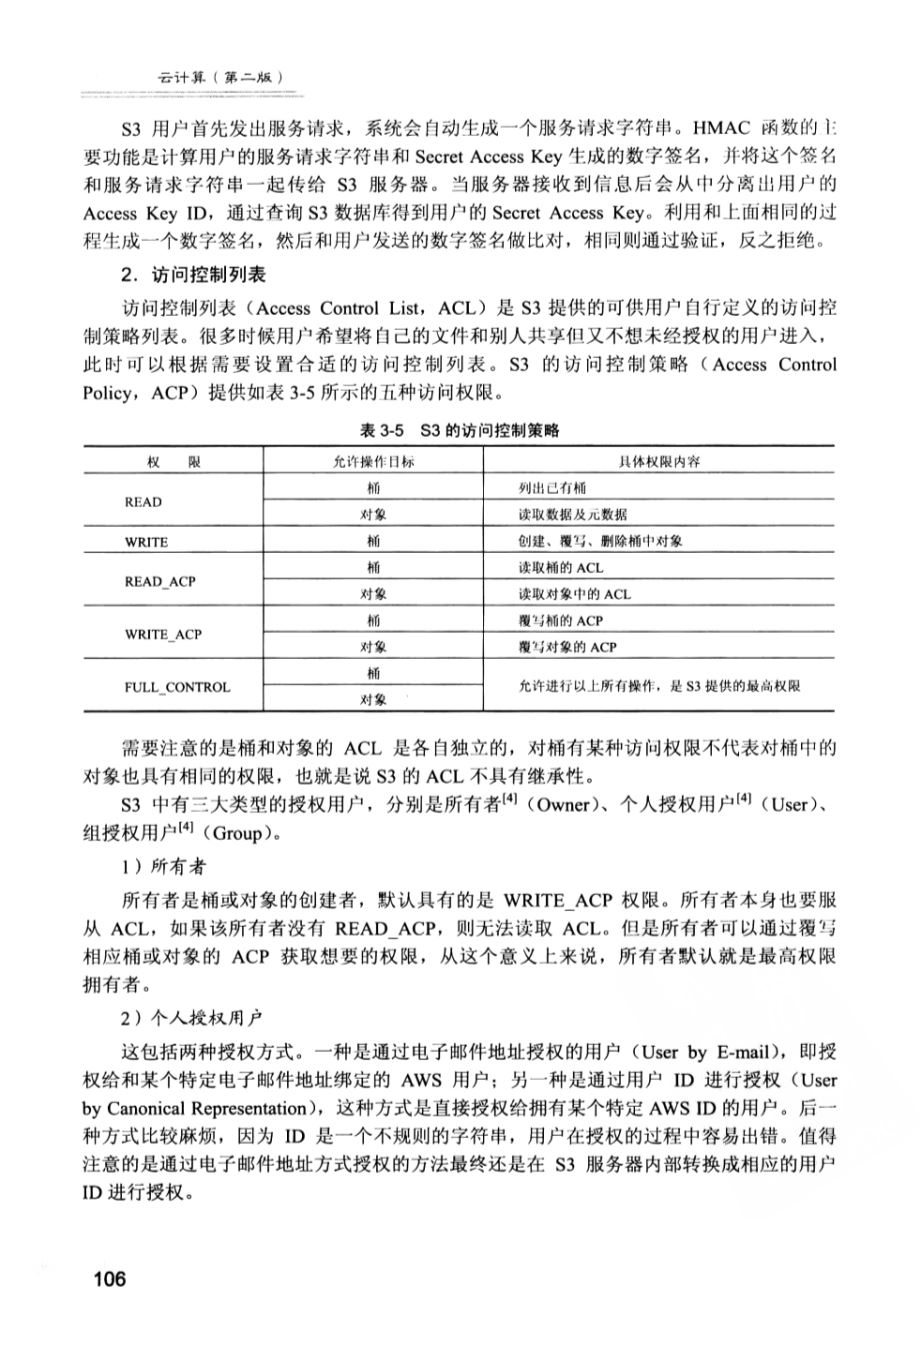 云计算（第二版）
S3 用户首先发出服务请求，系统会自动生成一个服务请求字符串。HMAC 函数的主
要功能是计算用户的服务请求字符串和 Secret Access Key 生成的数字签名，并将这个签名
和服务请求字符串一起传给 S3 服务器。当服务器接收到信息后会从中分离出用户的
Access Key ID，通过查询 S3 数据库得到用户的 Secret Access Key。利用和上面相同的过
程生成一个数字签名，然后和用户发送的数字签名做比对，相同则通过验证，反之拒绝。
2．访问控制列表
访问控制列表（Access Control List，ACL）是 S3 提供的可供用户自行定义的访问控
制策略列表。很多时候用户希望将自己的文件和别人共享但又不想未经授权的用户进入，
此时可以根据需要设置合适的访问控制列表。S3 的访问控制策略（Access Control
Policy，ACP）提供如表 3-5 所示的五种访问权限。
表 3-5 S3 的访问控制策略
权 限 允许操作目标 具体权限内容
READ 桶 列出已有桶
对象 读取数据及元数据
WRITE 桶 创建、覆写、删除桶中对象
READ_ACP 桶 读取桶的 ACL
对象 读取对象中的 ACL
WRITE_ACP 桶 覆写桶的 ACP
对象 覆写对象的 ACP
FULL_CONTROL 桶 允许进行以上所有操作，是 S3 提供的最高权限
对象
需要注意的是桶和对象的 ACL 是各自独立的，对桶有某种访问权限不代表对桶中的
对象也具有相同的权限，也就是说 S3 的 ACL 不具有继承性。
S3 中有三大类型的授权用户，分别是所有者[4]（Owner）、个人授权用户[4]（User）、
组授权用户[4]（Group）。
1）所有者
所有者是桶或对象的创建者，默认具有的是 WRITE_ACP 权限。所有者本身也要服
从 ACL，如果该所有者没有 READ_ACP，则无法读取 ACL。但是所有者可以通过覆写
相应桶或对象的 ACP 获取想要的权限，从这个意义上来说，所有者默认就是最高权限
拥有者。
2）个人授权用户
这包括两种授权方式。一种是通过电子邮件地址授权的用户（User by E-mail），即授
权给和某个特定电子邮件地址绑定的 AWS 用户；另一种是通过用户 ID 进行授权（User
by Canonical Representation），这种方式是直接授权给拥有某个特定 AWS ID 的用户。后一
种方式比较麻烦，因为 ID 是一个不规则的字符串，用户在授权的过程中容易出错。值得
注意的是通过电子邮件地址方式授权的方法最终还是在 S3 服务器内部转换成相应的用户
ID 进行授权。
106